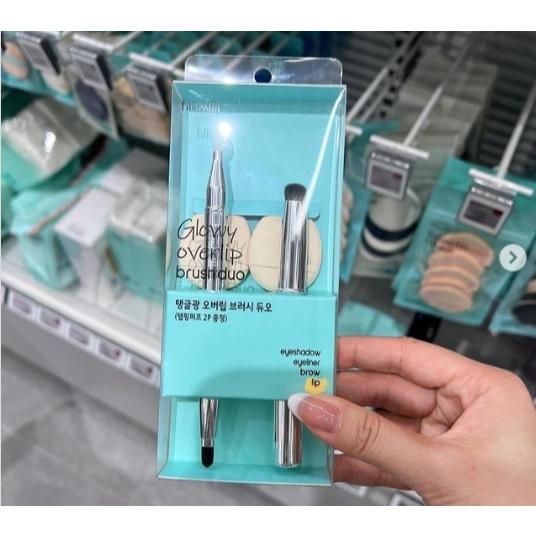 fillimilli
Glowy
overlip
brush duo
탱글광 오버립 브러시 듀오
(탭핑퍼프 2P 증정)
eyeshadow
eyeliner
brow
lip